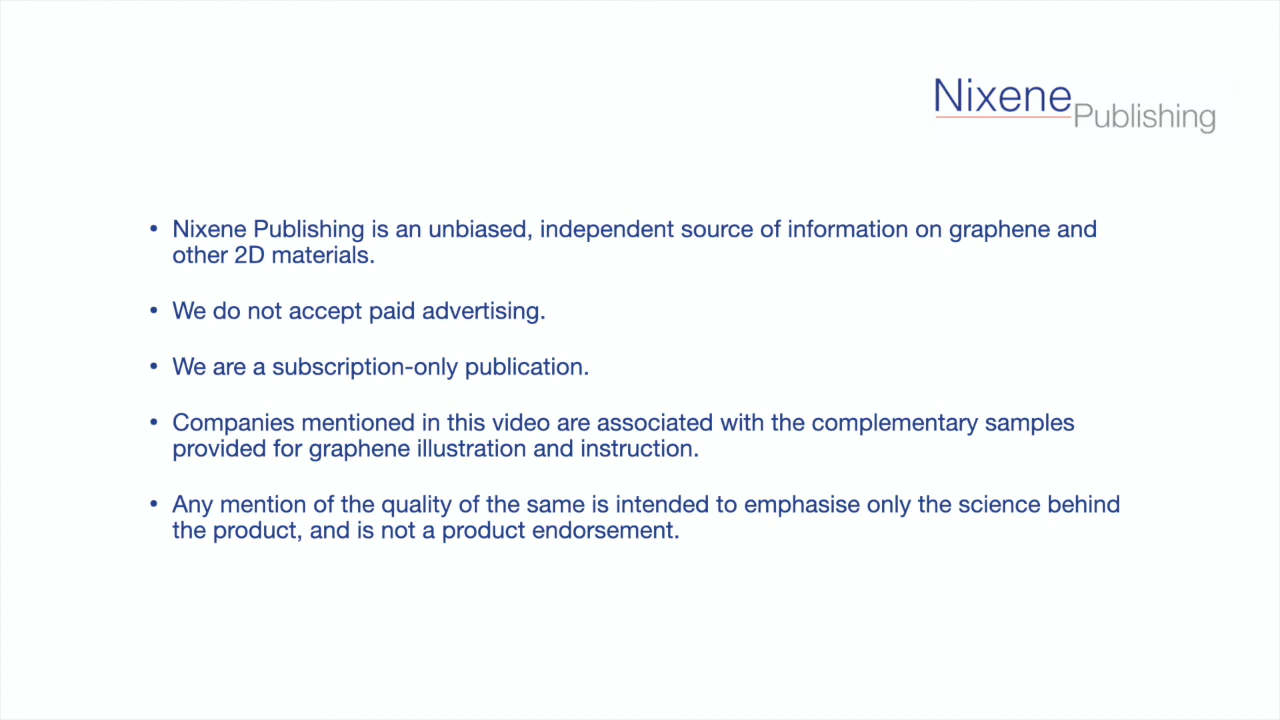 Nixene Publishing
• Nixene Publishing is an unbiased, independent source of information on graphene and
other 2D materials.
• We do not accept paid advertising.
• We are a subscription-only publication.
• Companies mentioned in this video are associated with the complementary samples
provided for graphene illustration and instruction.
• Any mention of the quality of the same is intended to emphasise only the science behind
the product, and is not a product endorsement.